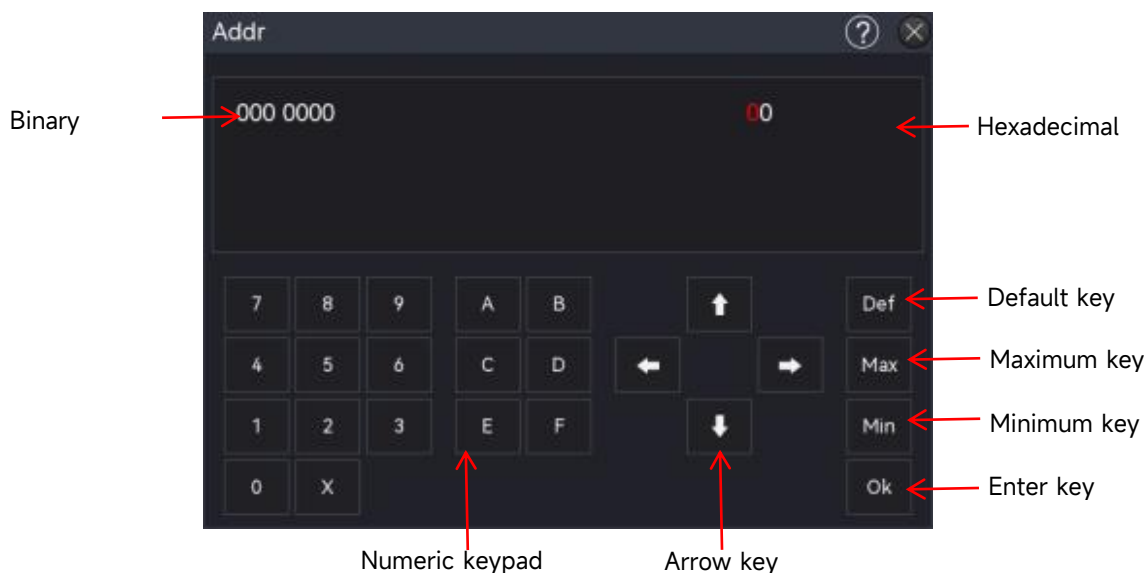 Addr ?
Binary 000 0000 00 Hexadecimal
7 8 9 A B Def Default key
4 5 6 C D Max Maximum key
1 2 3 E F Min Minimum key
0 X Ok Enter key
Numeric keypad Arrow key